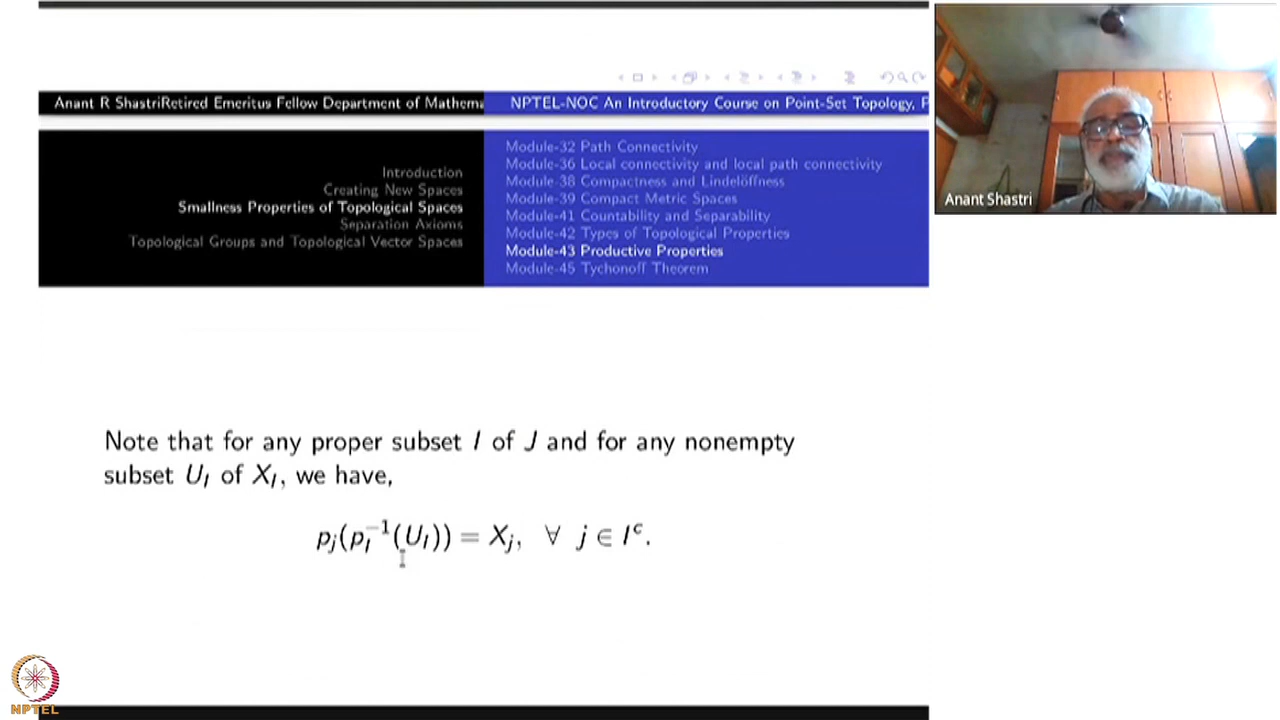 Anant R ShastriRetired Emeritus Fellow Department of Mathema
NPTEL-NOC An Introductory Course on Point-Set Topology, P
Introduction
Creating New Spaces
Smallness Properties of Topological Spaces
Separation Axioms
Topological Groups and Topological Vector Spaces
Module-32 Path Connectivity
Module-36 Local connectivity and local path connectivity
Module-38 Compactness and Lindelöffness
Module-39 Compact Metric Spaces
Module-41 Countability and Separability
Module-42 Types of Topological Properties
Module-43 Productive Properties
Module-45 Tychonoff Theorem
Anant Shastri
Note that for any proper subset I of J and for any nonempty
subset U_I of X_I, we have,
p_j(p_I^{-1}(U_I)) = X_j, ∀ j ∈ I^c.
NPTEL